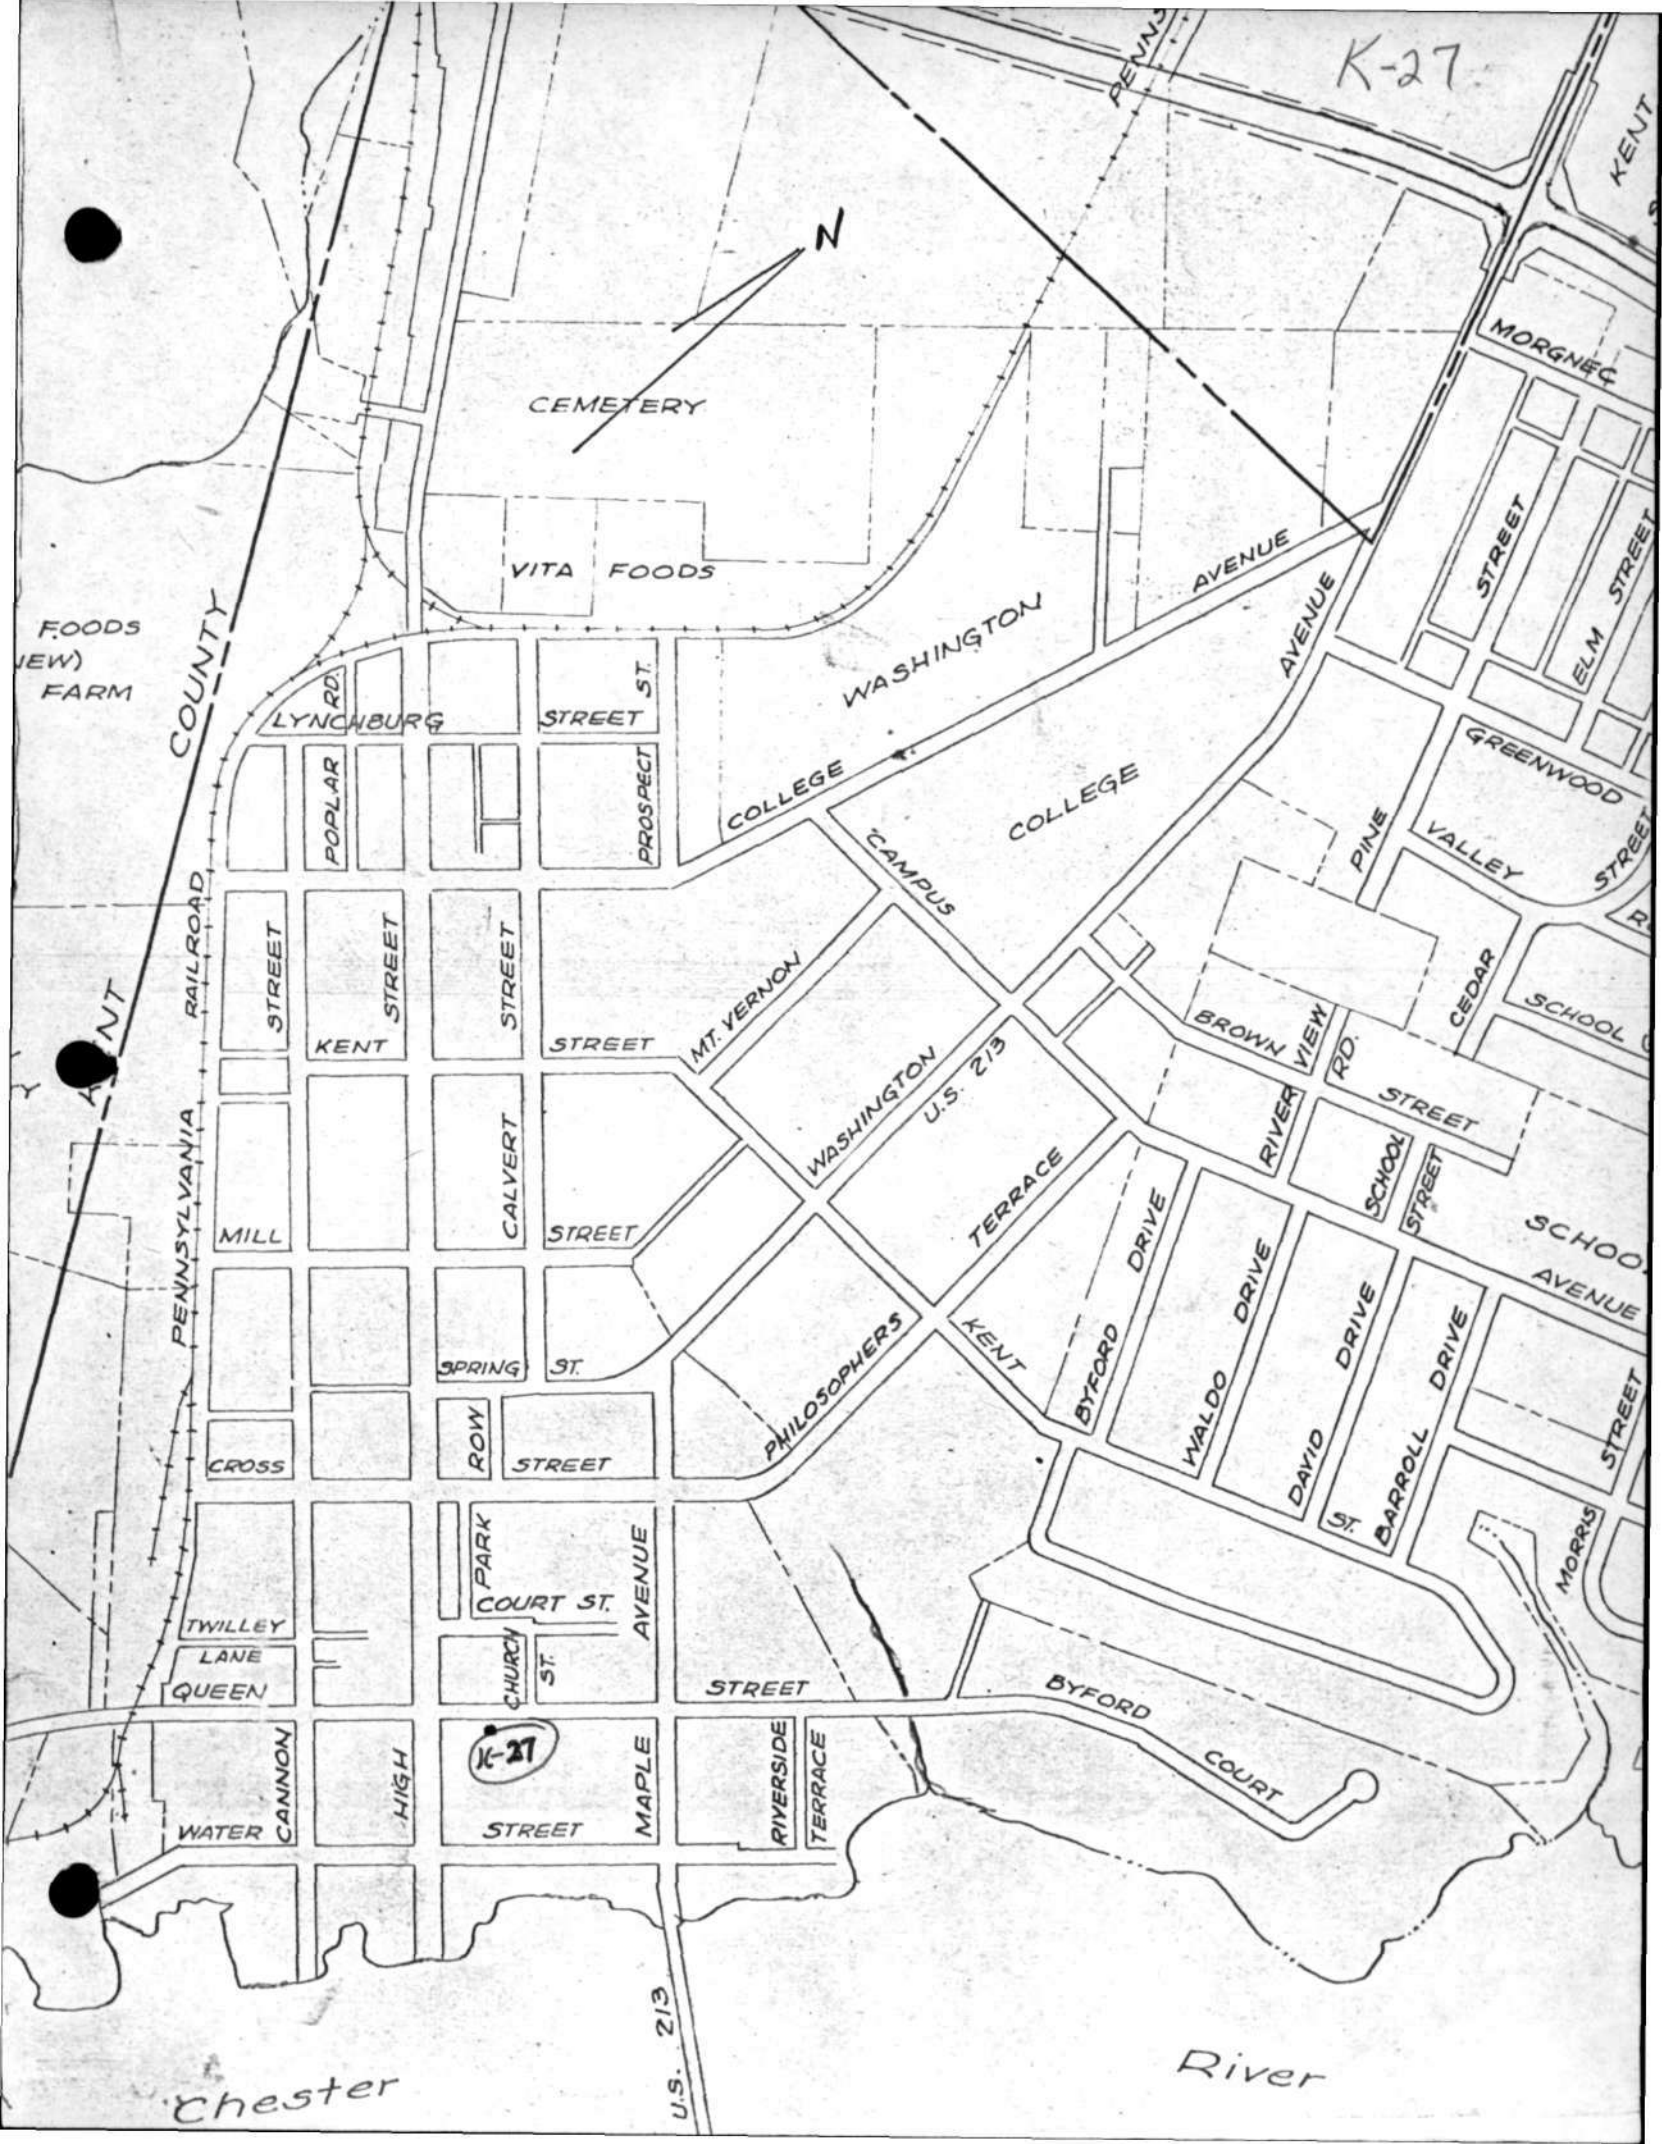 K-27
PENNS
KENT
N
MORGNEC
CEMETERY
STREET
STREET
ELM
VITA FOODS
AVENUE
AVENUE
WASHINGTON
FOODS
FARM
COUNTY
RD.
ST.
LYNCHBURG
STREET
GREENWOOD
POPLAR
PROSPECT
COLLEGE
COLLEGE
CAMPUS
PINE
VALLEY
STREET
RAILROAD
STREET
STREET
STREET
MT. VERNON
CEDAR
SCHOOL
KENT
STREET
BROWN
VIEW
RD.
WASHINGTON
U.S. 213
RIVER
STREET
PENNSYLVANIA
CALVERT
SCHOOL
STREET
TERRACE
DRIVE
MILL
STREET
SCHOO
DRIVE
AVENUE
DRIVE
DRIVE
SPRING ST.
PHILOSOPHERS
KENT
BYFORD
WALDO
STREET
ROW
CROSS
STREET
DAVID
BARROLL
ST.
PARK
AVENUE
MORRIS
COURT ST.
TWILLEY
LANE
CHURCH
ST.
QUEEN
STREET
BYFORD
K-27
CANNON
HIGH
MAPLE
RIVERSIDE
TERRACE
COURT
WATER
STREET
U.S. 213
Chester
River